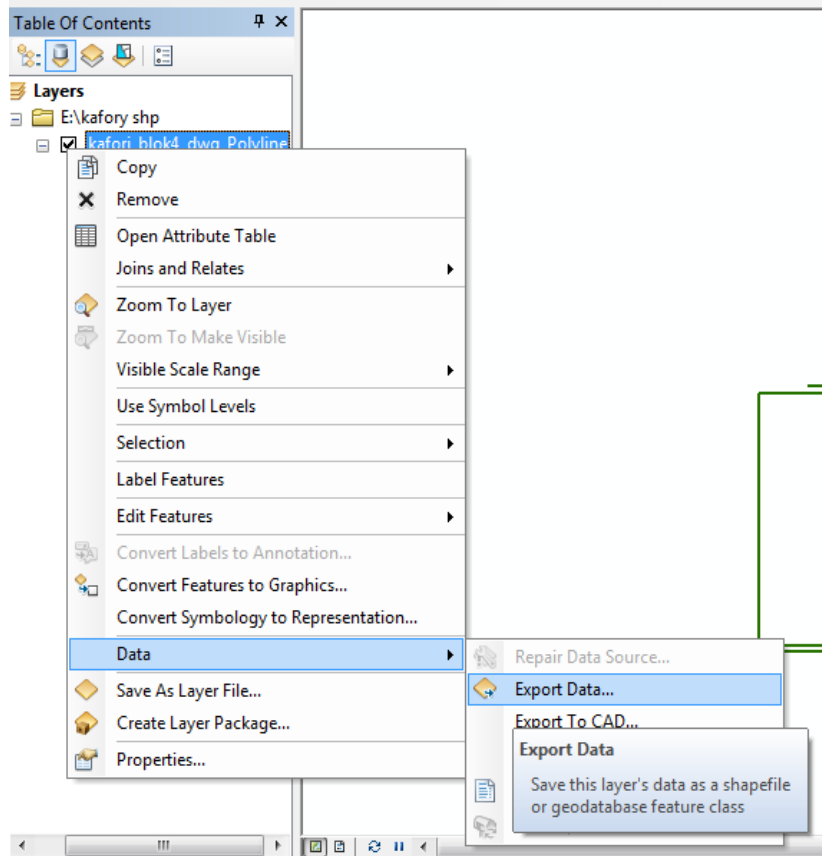 Table Of Contents
Layers
E:\kafory shp
kafori_blok4_dwg_Polyline
Copy
Remove
Open Attribute Table
Joins and Relates
Zoom To Layer
Zoom To Make Visible
Visible Scale Range
Use Symbol Levels
Selection
Label Features
Edit Features
Convert Labels to Annotation...
Convert Features to Graphics...
Convert Symbology to Representation...
Data
Repair Data Source...
Save As Layer File...
Export Data...
Create Layer Package...
Export To CAD...
Properties...
Export Data
Save this layer's data as a shapefile
or geodatabase feature class